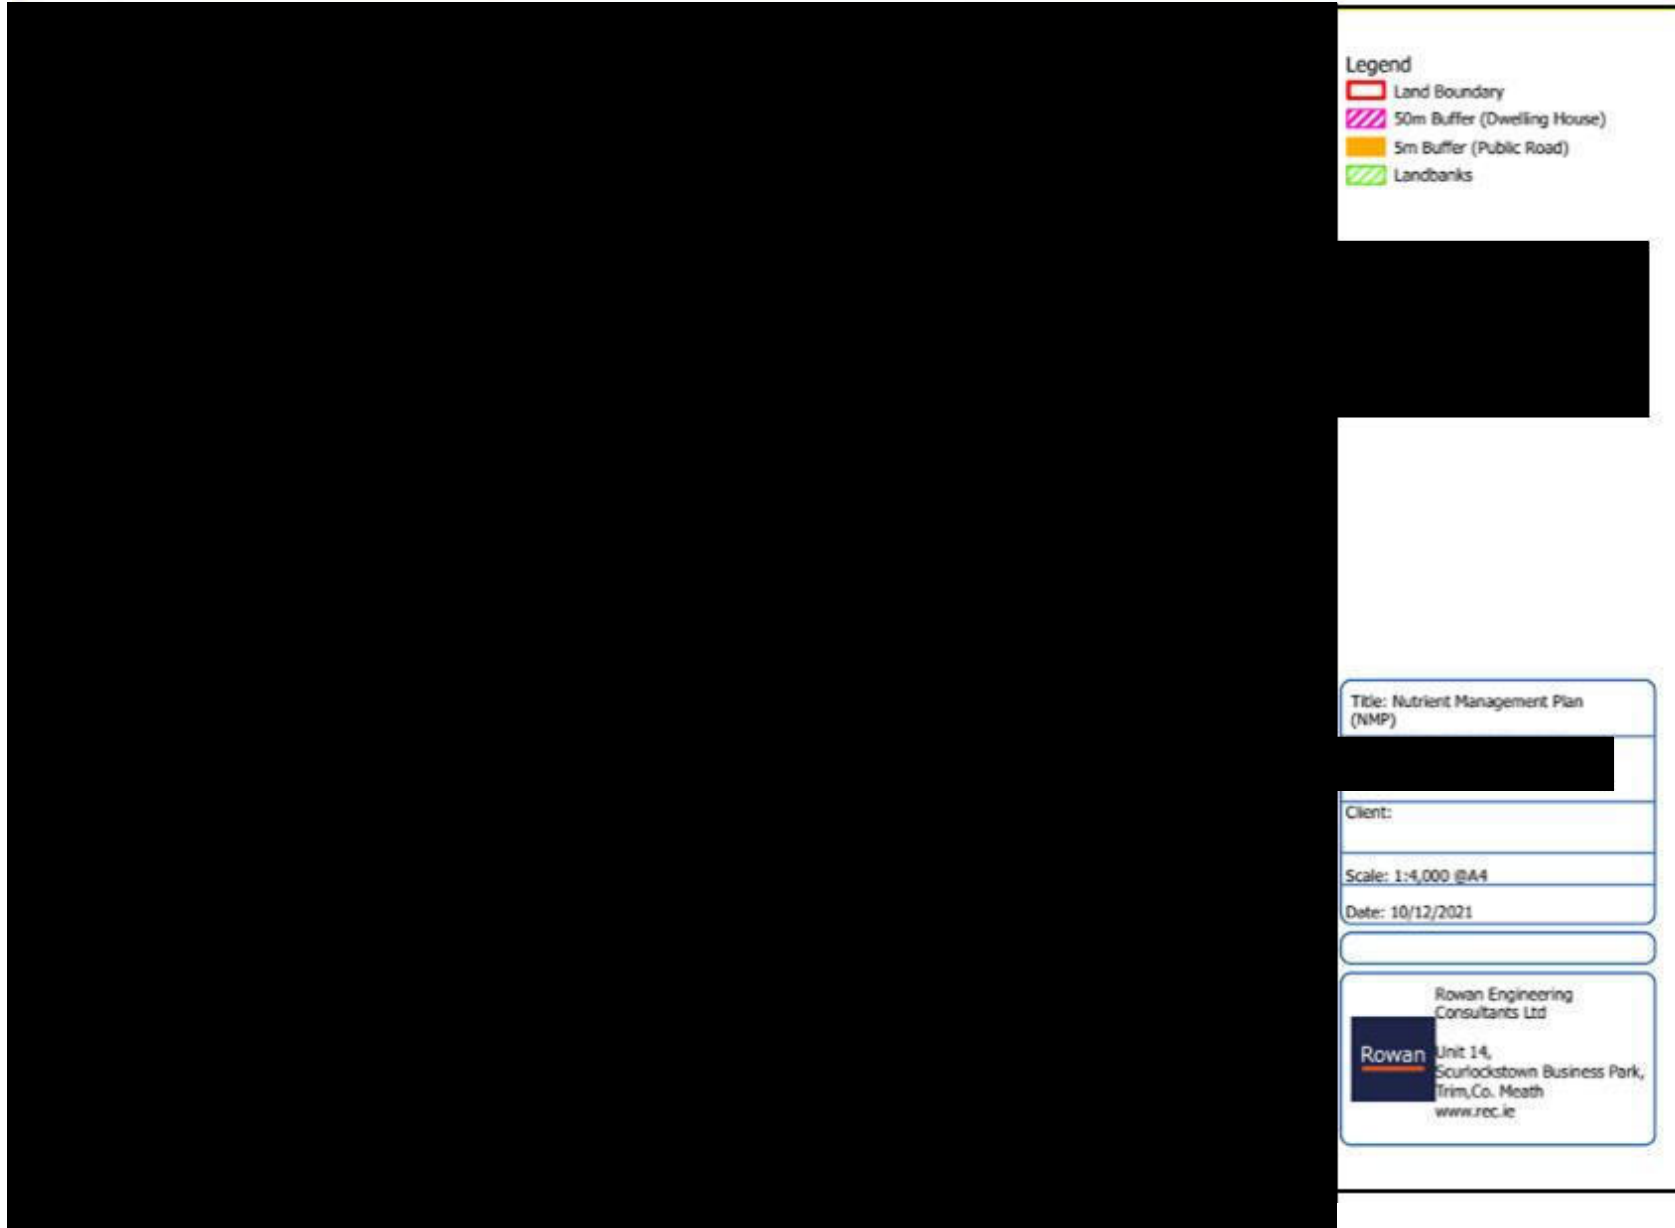 Legend
Land Boundary
50m Buffer (Dwelling House)
5m Buffer (Public Road)
Landbanks
Title: Nutrient Management Plan
(NMP)
Client:
Scale: 1:4,000 @A4
Date: 10/12/2021
Rowan Engineering
Consultants Ltd
Rowan
Unit 14,
Scurlockstown Business Park,
Trim,Co. Meath
www.rec.ie